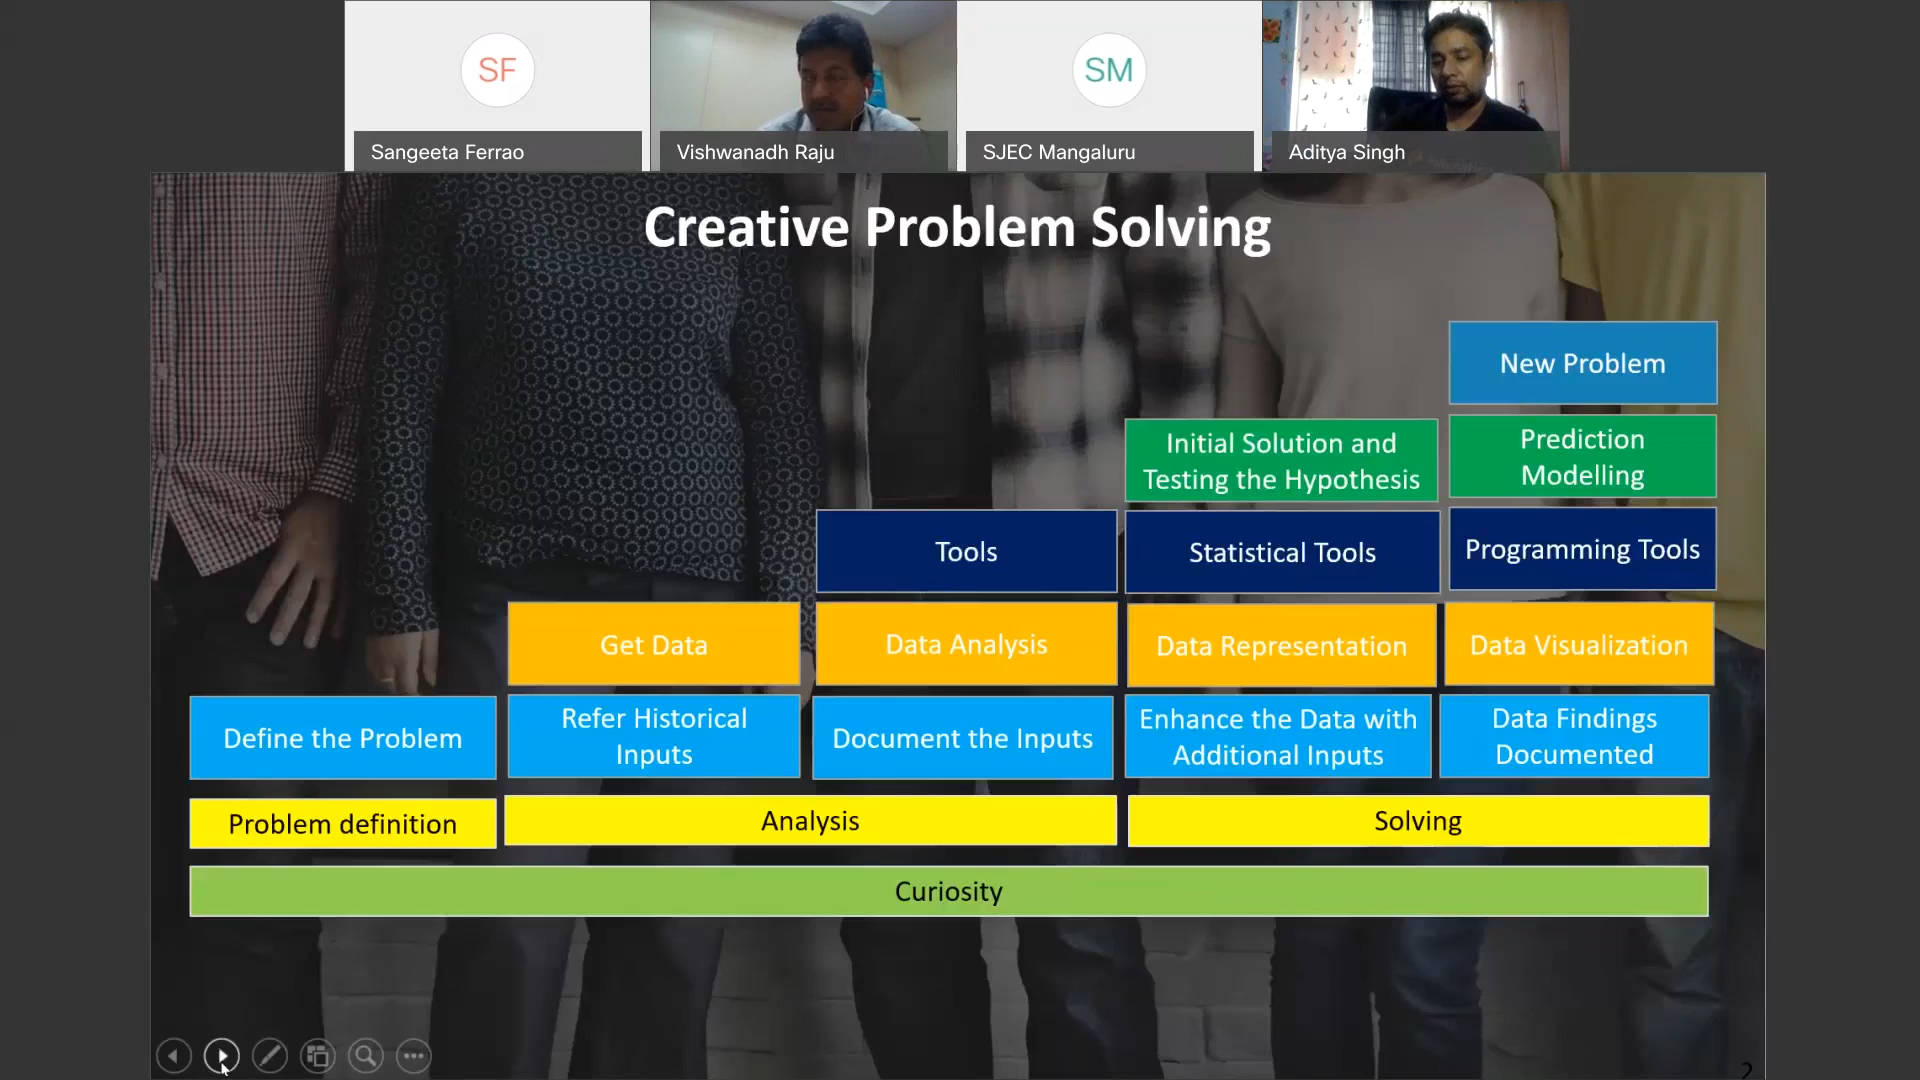 SF
SM
Sangeeta Ferrao
Vishwanadh Raju
SJEC Mangaluru
Aditya Singh
Creative Problem Solving
New Problem
Initial Solution and
Testing the Hypothesis
Prediction
Modelling
Tools
Statistical Tools
Programming Tools
Get Data
Data Analysis
Data Representation
Data Visualization
Define the Problem
Refer Historical
Inputs
Document the Inputs
Enhance the Data with
Additional Inputs
Data Findings
Documented
Problem definition
Analysis
Solving
Curiosity
2